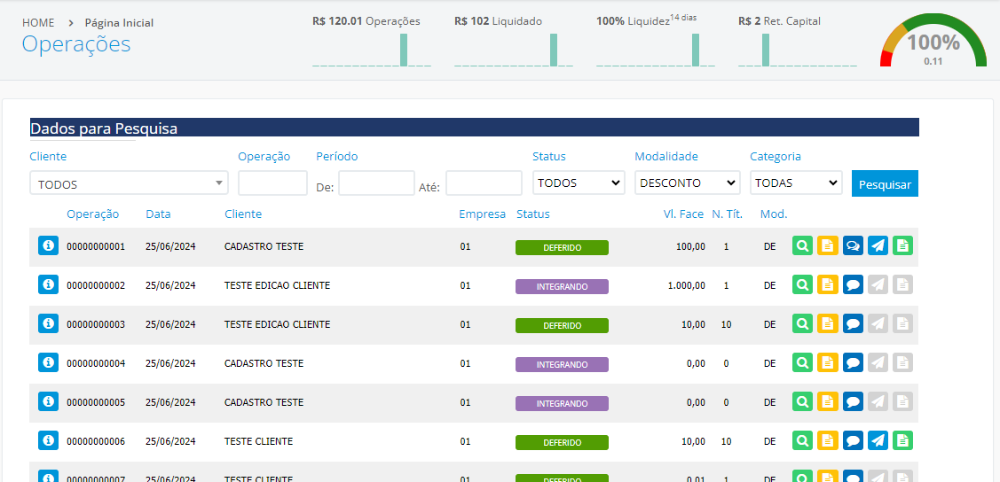 HOME > Página Inicial
Operações
R$ 120.01 Operações
R$ 102 Liquidado
100% Liquidez14 dias
R$ 2 Ret. Capital
100%
0.11
Dados para Pesquisa
Cliente Operação Período Status Modalidade Categoria
TODOS De: Até: TODOS DESCONTO TODAS Pesquisar
Operação Data Cliente Empresa Status Vl. Face N. Tít. Mod.
00000000001 25/06/2024 CADASTRO TESTE 01 DEFERIDO 100,00 1 DE
00000000002 25/06/2024 TESTE EDICAO CLIENTE 01 INTEGRANDO 1.000,00 1 DE
00000000003 25/06/2024 TESTE EDICAO CLIENTE 01 DEFERIDO 10,00 10 DE
00000000004 25/06/2024 CADASTRO TESTE 01 INTEGRANDO 0,00 0 DE
00000000005 25/06/2024 CADASTRO TESTE 01 INTEGRANDO 0,00 0 DE
00000000006 25/06/2024 TESTE CLIENTE 01 DEFERIDO 10,00 10 DE
00000000007 25/06/2024 TESTE CLIENTE 01 DEFERIDO 0,01 1 DE